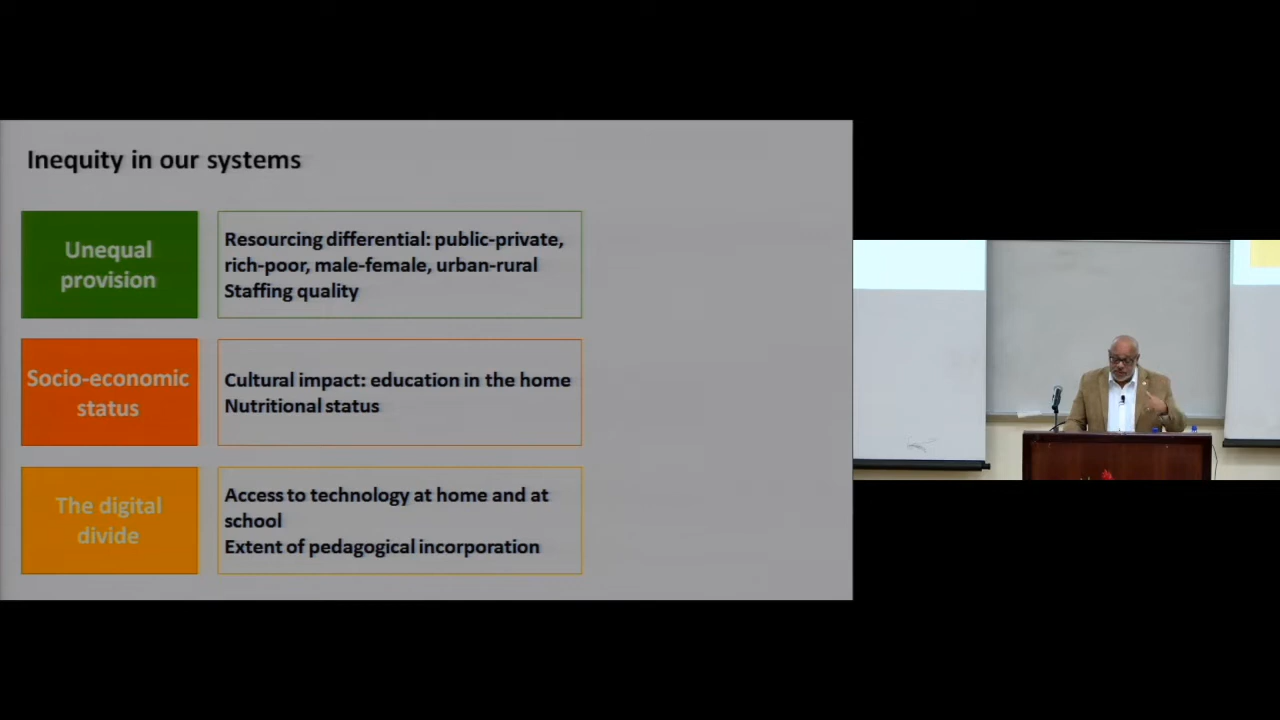 Inequity in our systems
Unequal
provision
Resourcing differential: public-private,
rich-poor, male-female, urban-rural
Staffing quality
Socio-economic
status
Cultural impact: education in the home
Nutritional status
The digital
divide
Access to technology at home and at
school
Extent of pedagogical incorporation